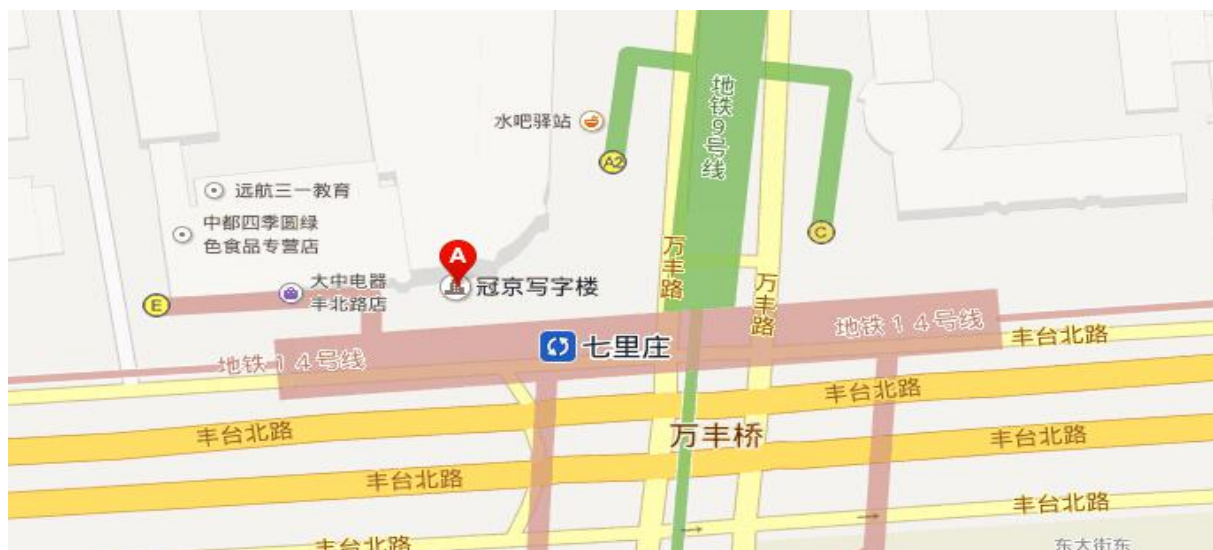 地铁9号线
水吧驿站
A2
远航三一教育
中都四季圆绿
色食品专营店
C
A
万丰路
大中电器
丰北路店
冠京写字楼
E
万丰路
七里庄
地铁14号线
地铁14号线
丰台北路
丰台北路
丰台北路
万丰桥
丰台北路
丰台北路
丰台北路
丰台北路
东大街东